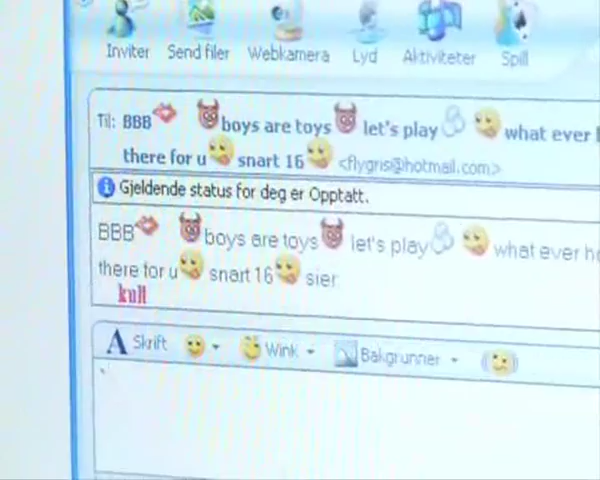 Inviter Send filer Webkamera Lyd Aktiviteter Spill
Til: BBB boys are toys let's play what ever
there for u snart 16 <flygris@hotmail.com>
Gjeldende status for deg er Opptatt.
BBB boys are toys let's play what ever
there for u snart 16 sier
kult
A Skrift Wink Bakgrunner